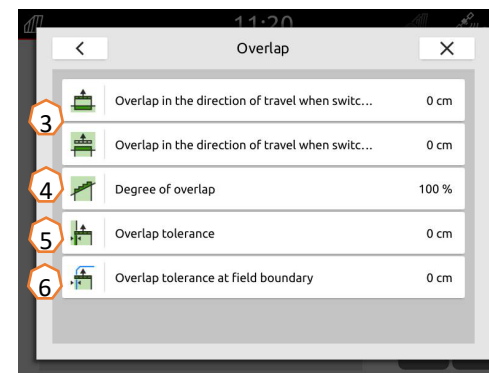 11:20
Overlap
3
Overlap in the direction of travel when switc... 0 cm
Overlap in the direction of travel when switc... 0 cm
4
Degree of overlap 100 %
5
Overlap tolerance 0 cm
6
Overlap tolerance at field boundary 0 cm